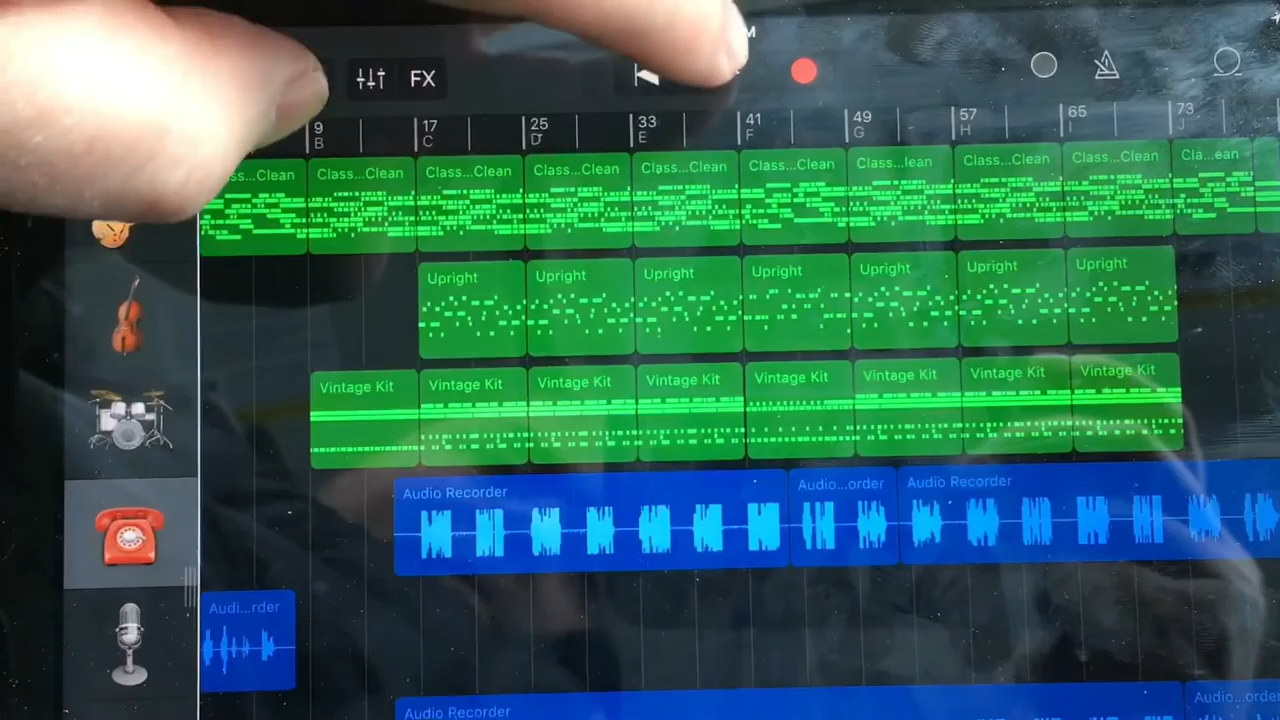 M
FX
9 17 25 33 41 49 57 65 73
B C D E F G H I J
ss...Clean Class...Clean Class...Clean Class...Clean Class...Clean Class...Clean Class...lean Class...Clean Class...Clean Cla...ean
Upright Upright Upright Upright Upright Upright Upright
Vintage Kit Vintage Kit Vintage Kit Vintage Kit Vintage Kit Vintage Kit Vintage Kit Vintage Kit
Audio Recorder Audio...order Audio Recorder
Audi...rder
Audio Recorder Audio...order